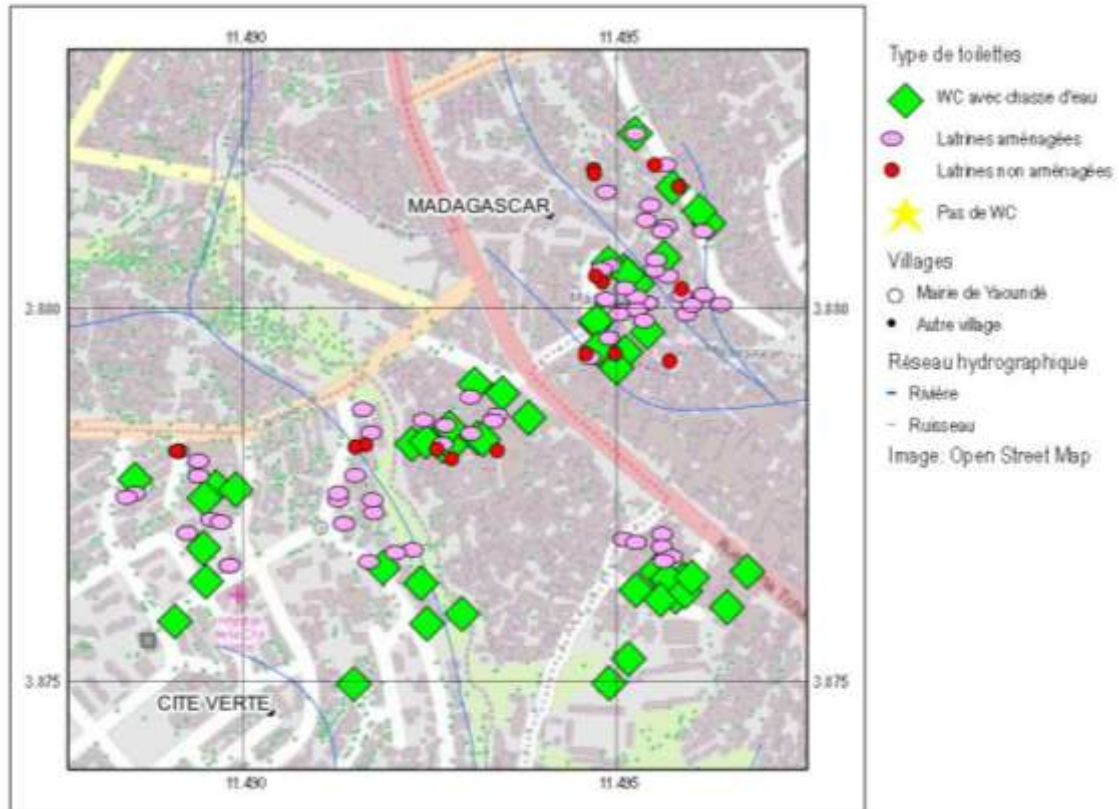 11.490 11.495
MADAGASCAR
3.880 3.880
3.875 3.875
CITE VERTE
11.490 11.495
Type de toilettes
WC avec chasse d'eau
Latrines aménagées
Latrines non aménagées
Pas de WC
Villages
Mairie de Yaoundé
Autre village
Réseau hydrographique
Rivière
Ruisseau
Image: Open Street Map